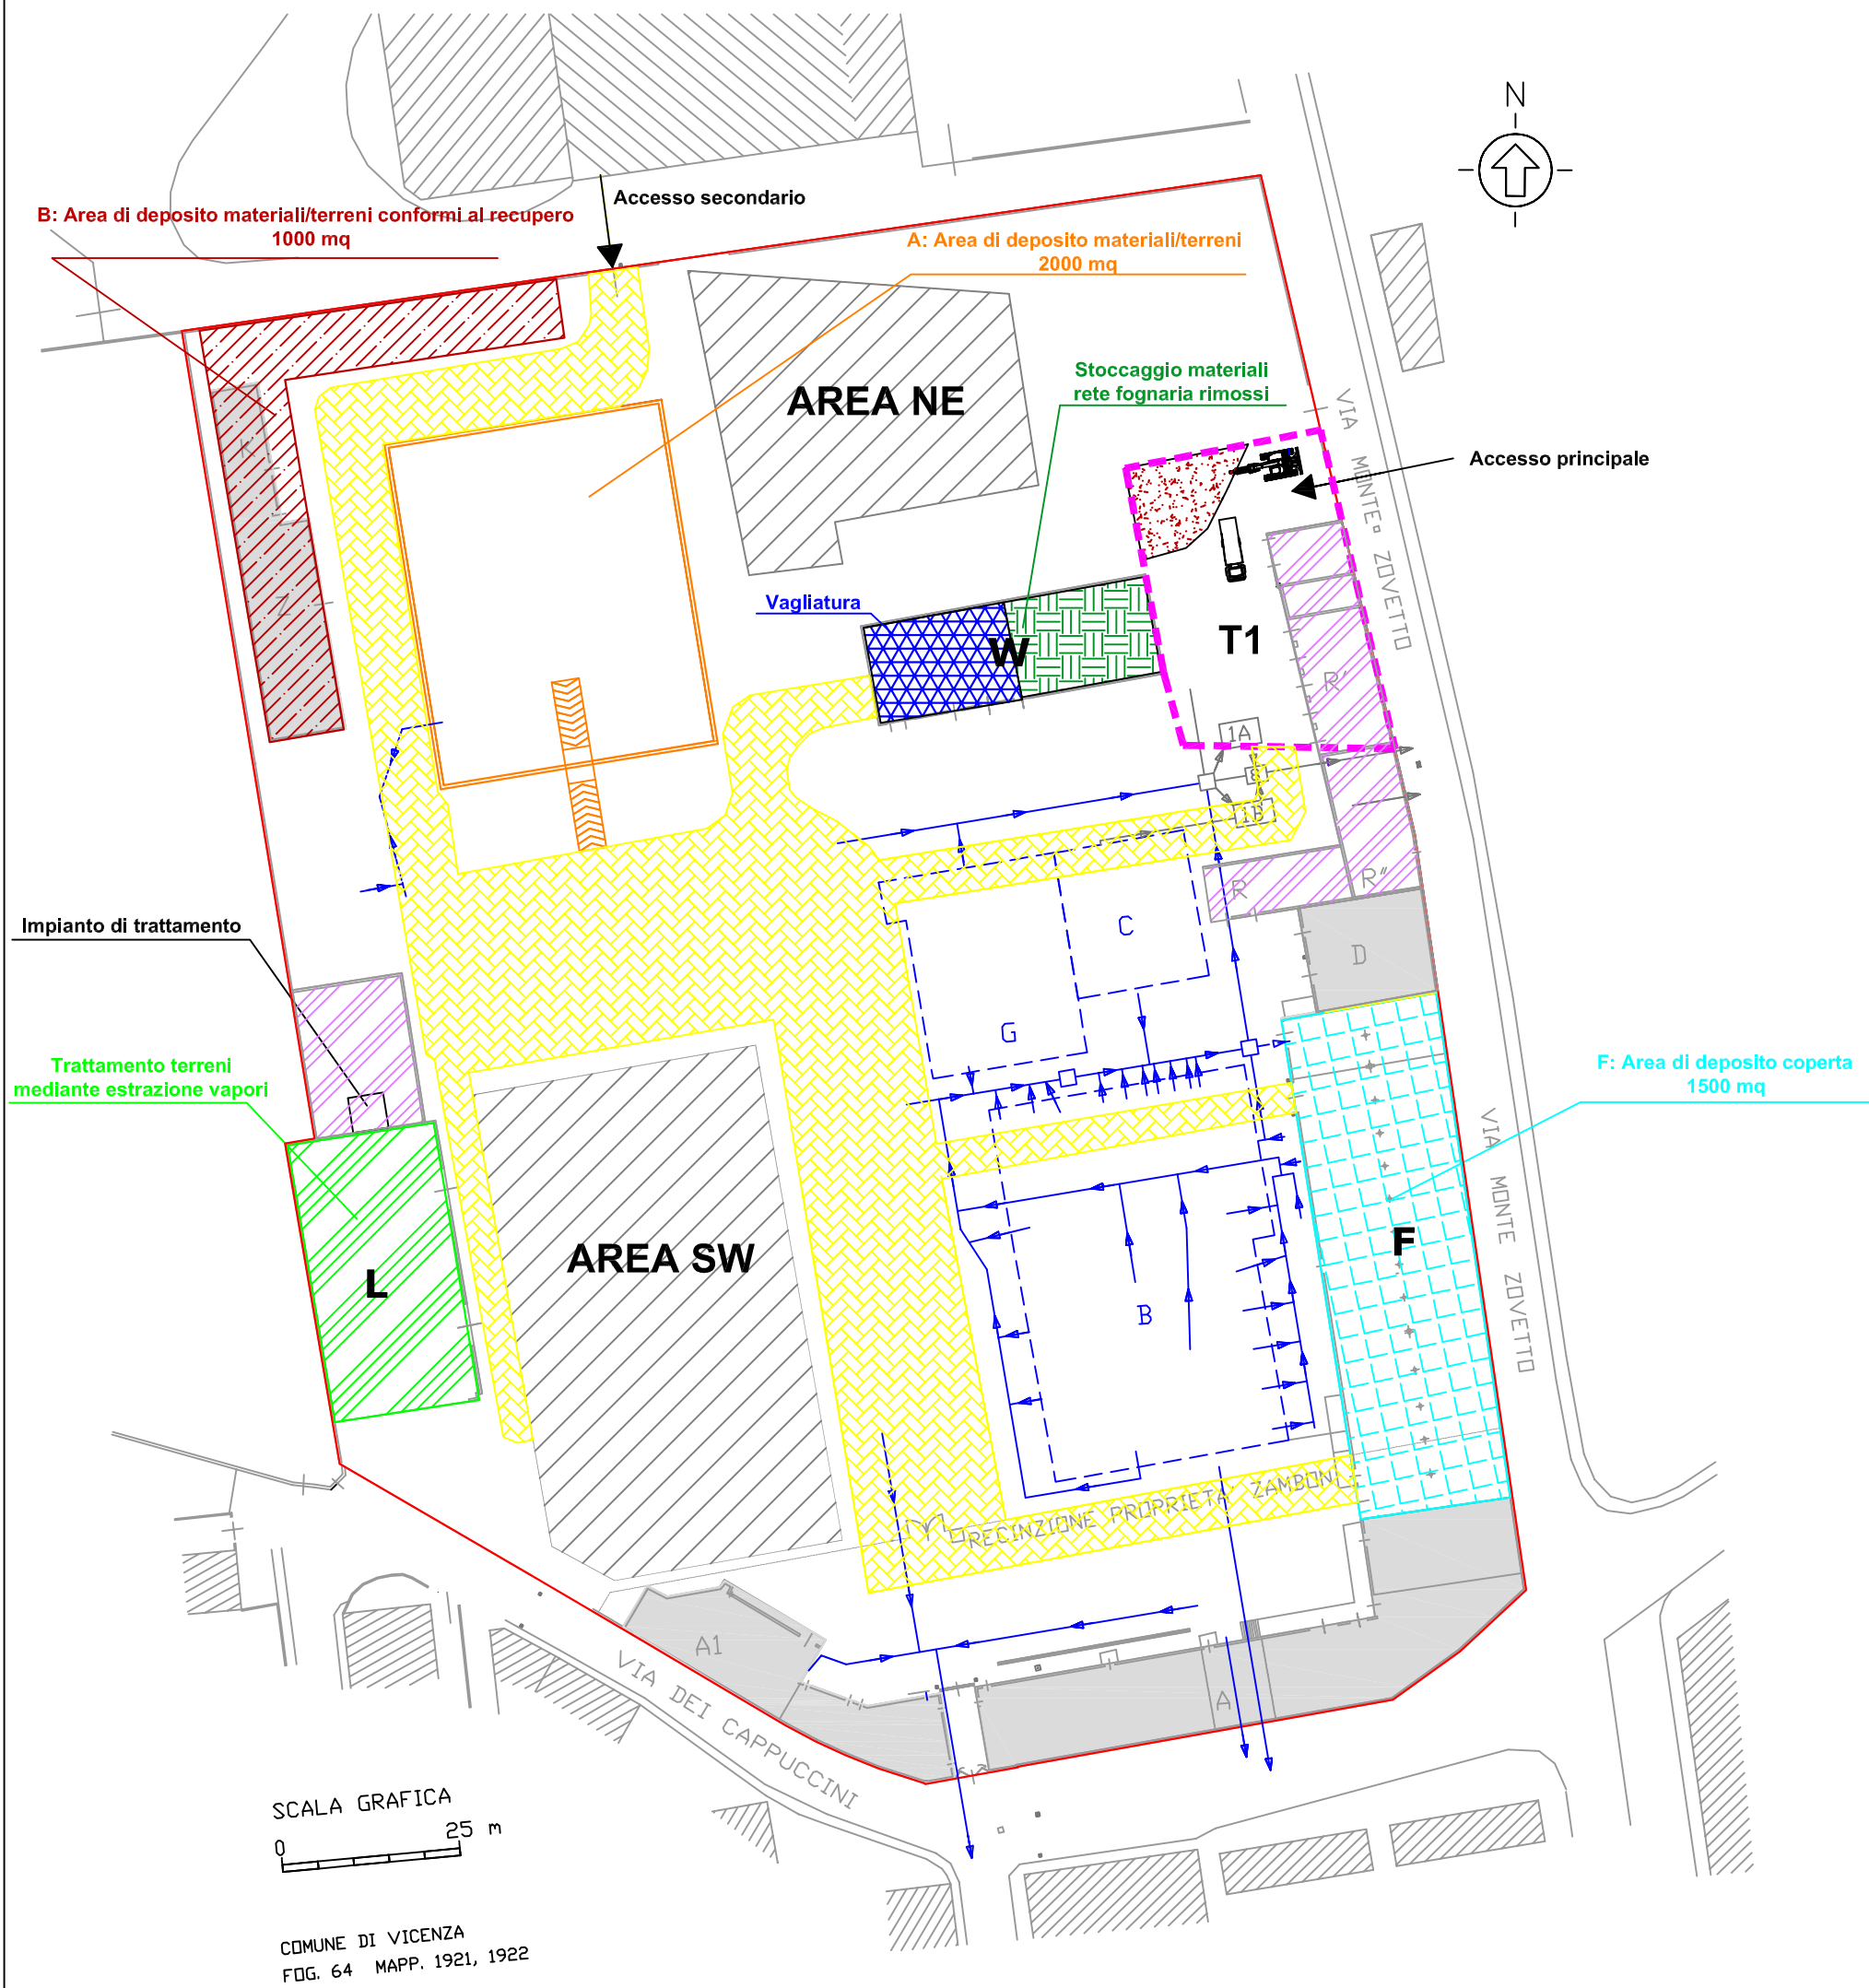 N
Accesso secondario
B: Area di deposito materiali/terreni conformi al recupero
1000 mq
A: Area di deposito materiali/terreni
2000 mq
AREA NE
Stoccaggio materiali
rete fognaria rimossi
VIA MONTE ZOVETTO
Accesso principale
K
Z
Vagliatura
W
T1
R'
1A
8
1B
R
R"
C
D
Impianto di trattamento
G
Trattamento terreni
mediante estrazione vapori
F: Area di deposito coperta
1500 mq
VIA MONTE ZOVETTO
AREA SW
F
L
B
RECINZIONE PROPRIETA' ZAMBON
A1
A
VIA DEI CAPPUCCINI
SCALA GRAFICA
0 25 m
COMUNE DI VICENZA
FOG. 64 MAPP. 1921, 1922